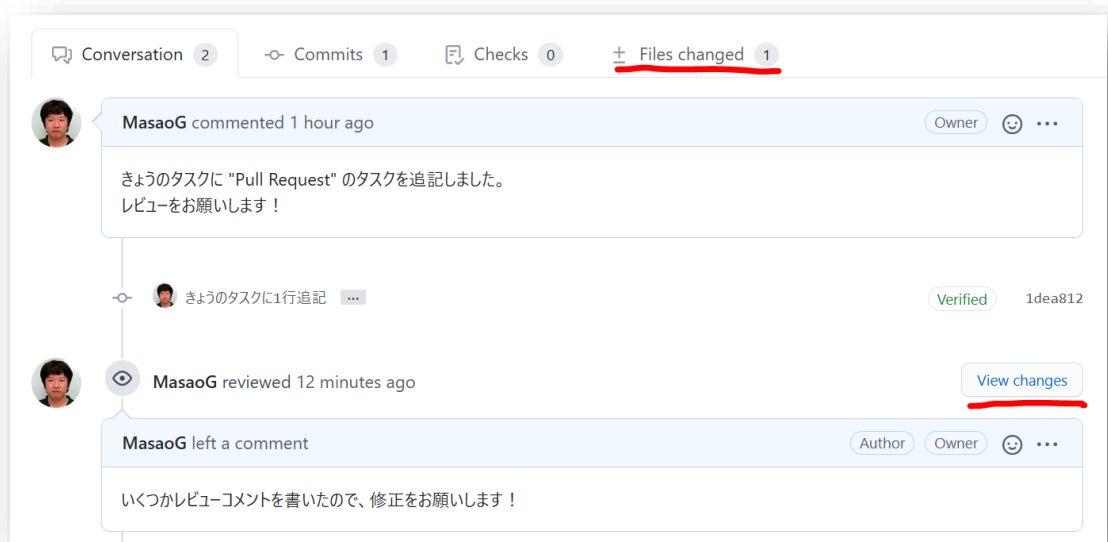 Conversation 2 Commits 1 Checks 0 Files changed 1
MasaoG commented 1 hour ago Owner
きょうのタスクに "Pull Request" のタスクを追記しました。
レビューをお願いします！
きょうのタスクに1行追記 … Verified 1dea812
MasaoG reviewed 12 minutes ago View changes
MasaoG left a comment Author Owner
いくつかレビューコメントを書いたので、修正をお願いします！